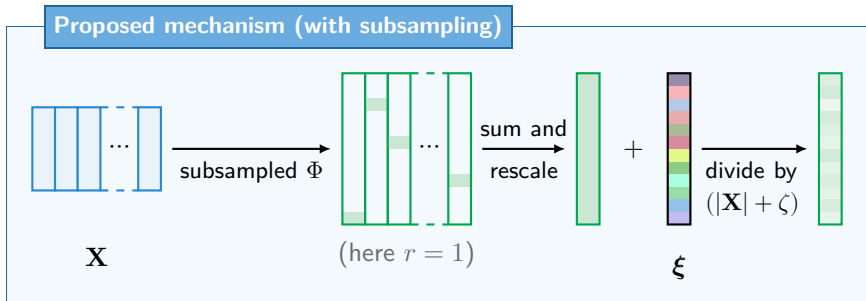 Proposed mechanism (with subsampling)
...
subsampled Φ
...
sum and
rescale
+
divide by
(|X| + ζ)
X
(here r = 1)
ξ